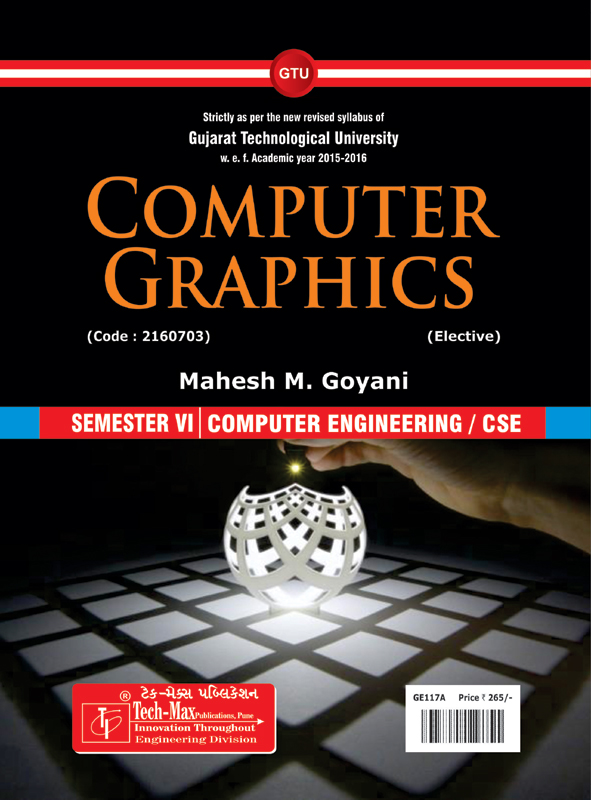 GTU
Strictly as per the new revised syllabus of
Gujarat Technological University
w. e. f. Academic year 2015-2016
COMPUTER
GRAPHICS
(Code : 2160703) (Elective)
Mahesh M. Goyani
SEMESTER VI COMPUTER ENGINEERING / CSE
® ટેક-મેક્સ પબ્લિકેશન
TP Tech-Max Publications, Pune
Innovation Throughout
Engineering Division
GE117A Price ₹ 265/-